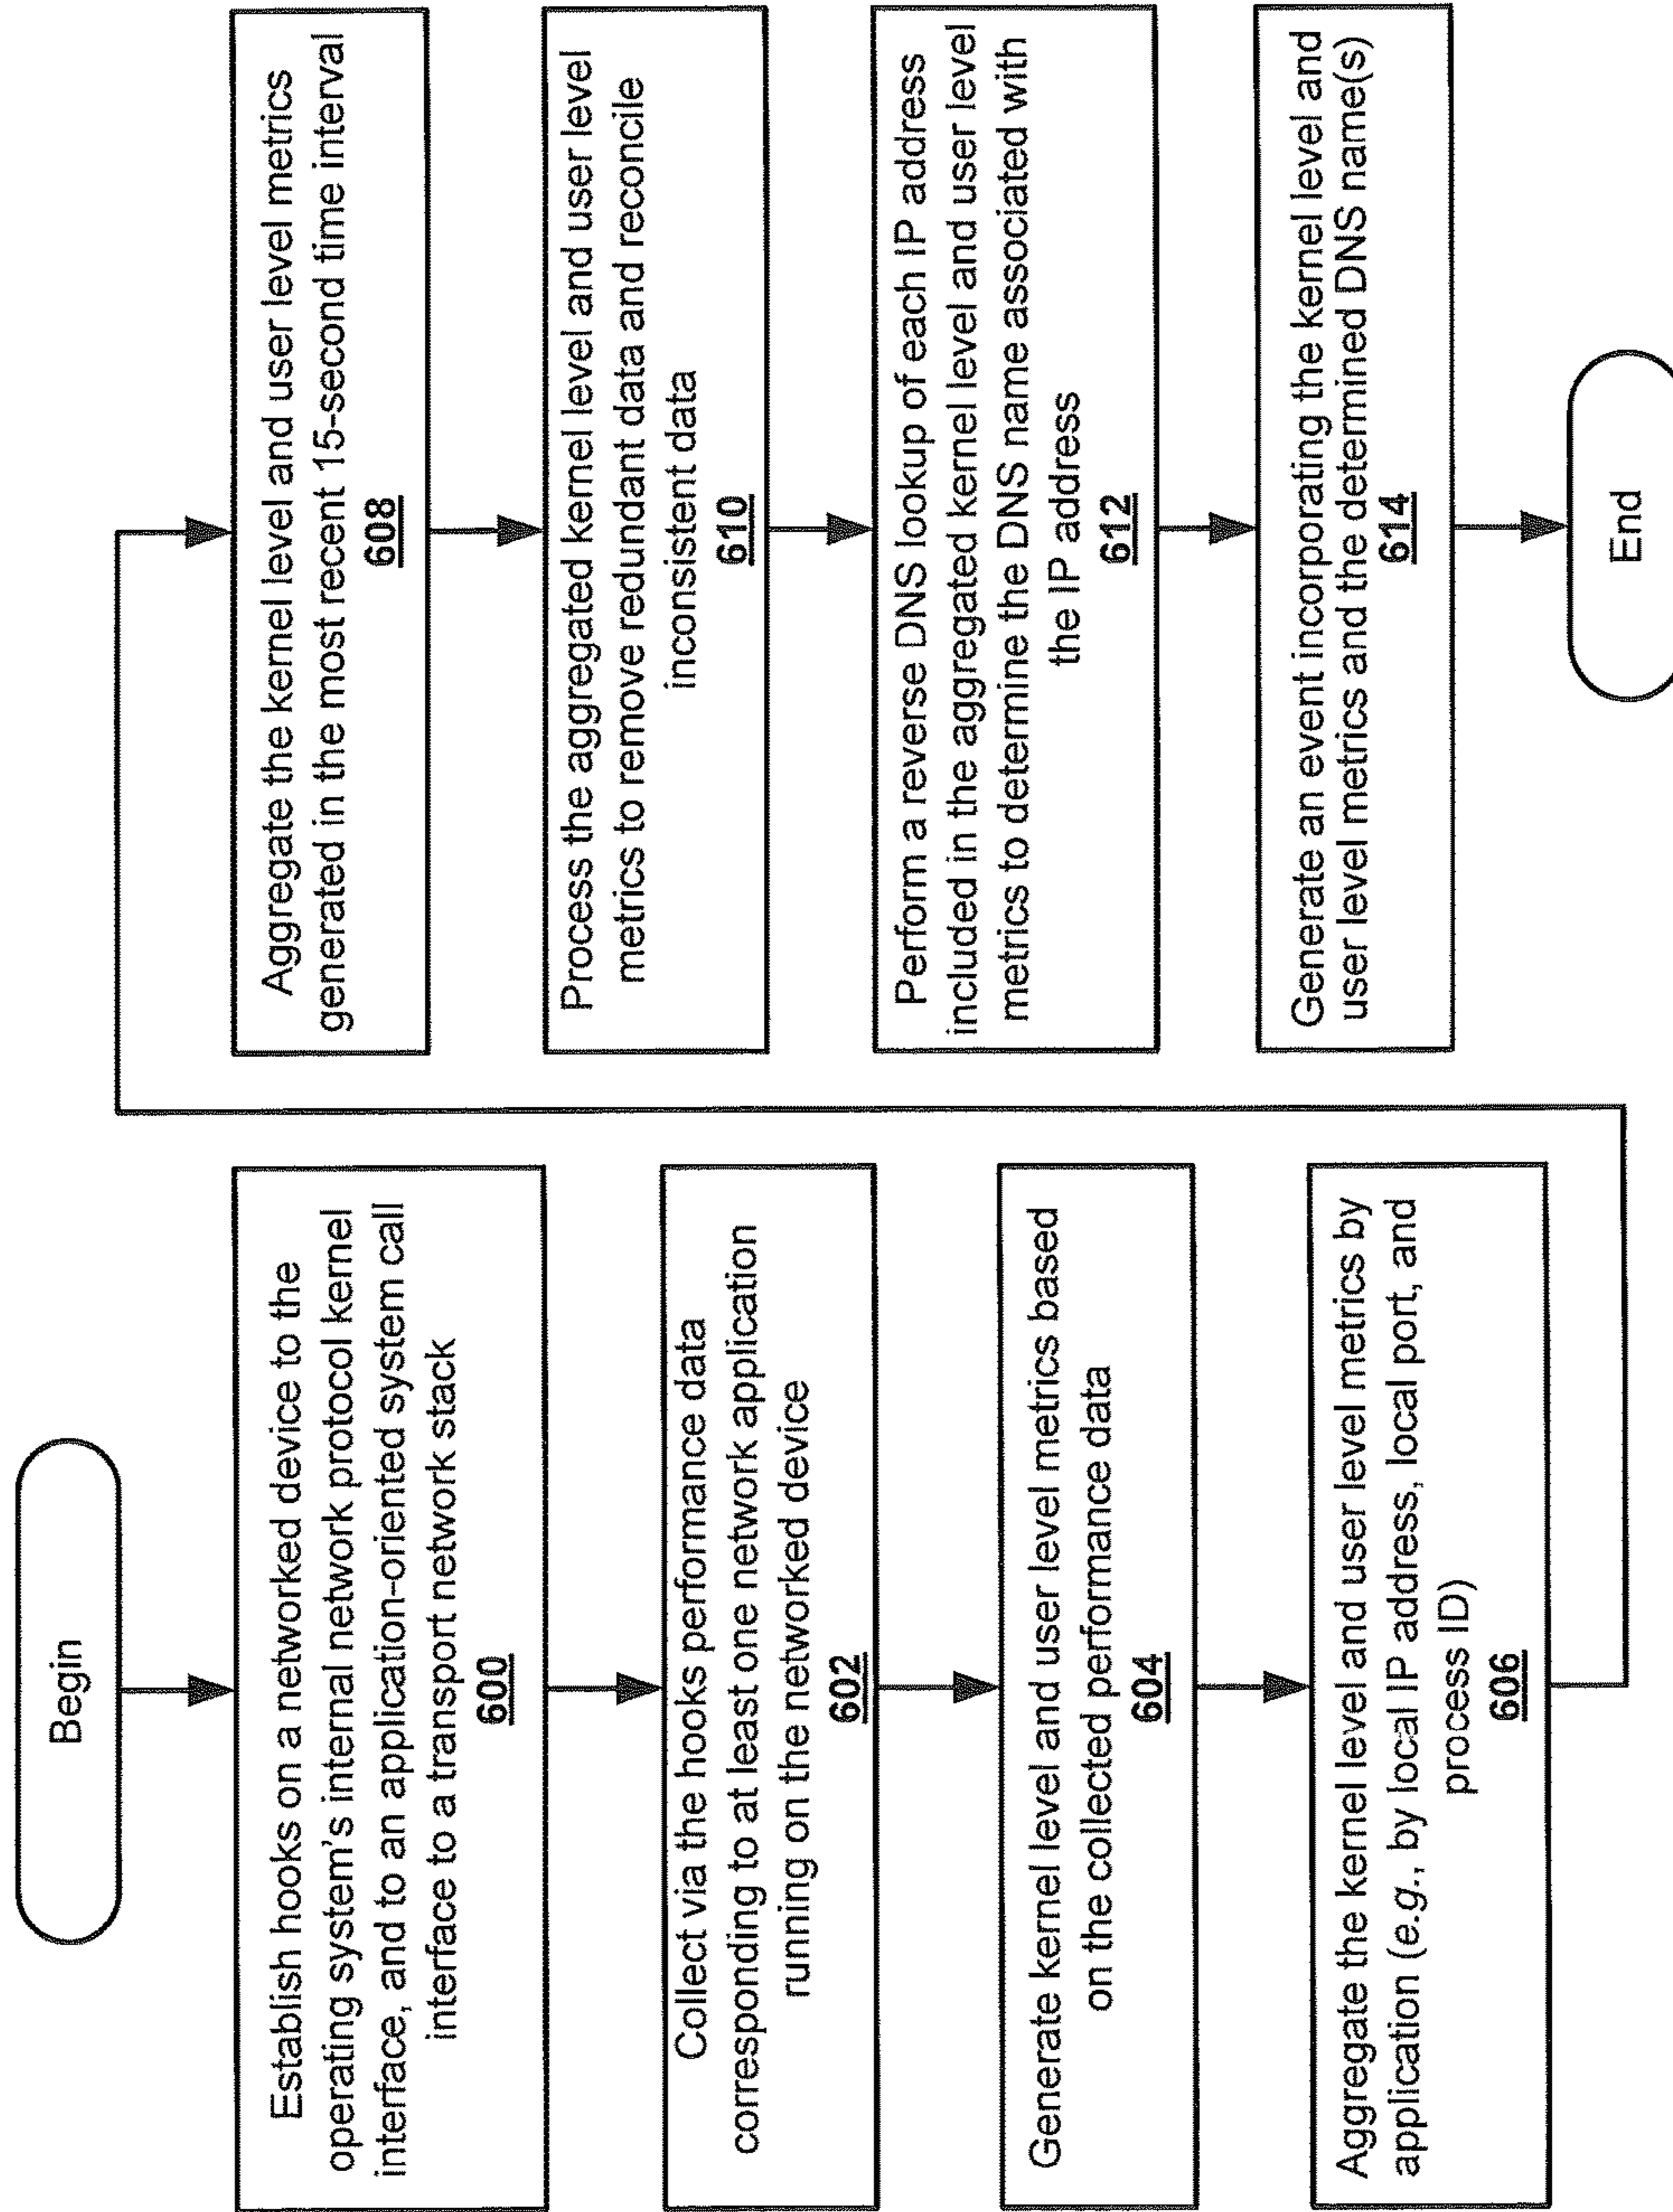 Begin
Establish hooks on a networked device to the
operating system's internal network protocol kernel
interface, and to an application-oriented system call
interface to a transport network stack
600
Collect via the hooks performance data
corresponding to at least one network application
running on the networked device
602
Generate kernel level and user level metrics based
on the collected performance data
604
Aggregate the kernel level and user level metrics by
application (e.g., by local IP address, local port, and
process ID)
606
Aggregate the kernel level and user level metrics
generated in the most recent 15-second time interval
608
Process the aggregated kernel level and user level
metrics to remove redundant data and reconcile
inconsistent data
610
Perform a reverse DNS lookup of each IP address
included in the aggregated kernel level and user level
metrics to determine the DNS name associated with
the IP address
612
Generate an event incorporating the kernel level and
user level metrics and the determined DNS name(s)
614
End